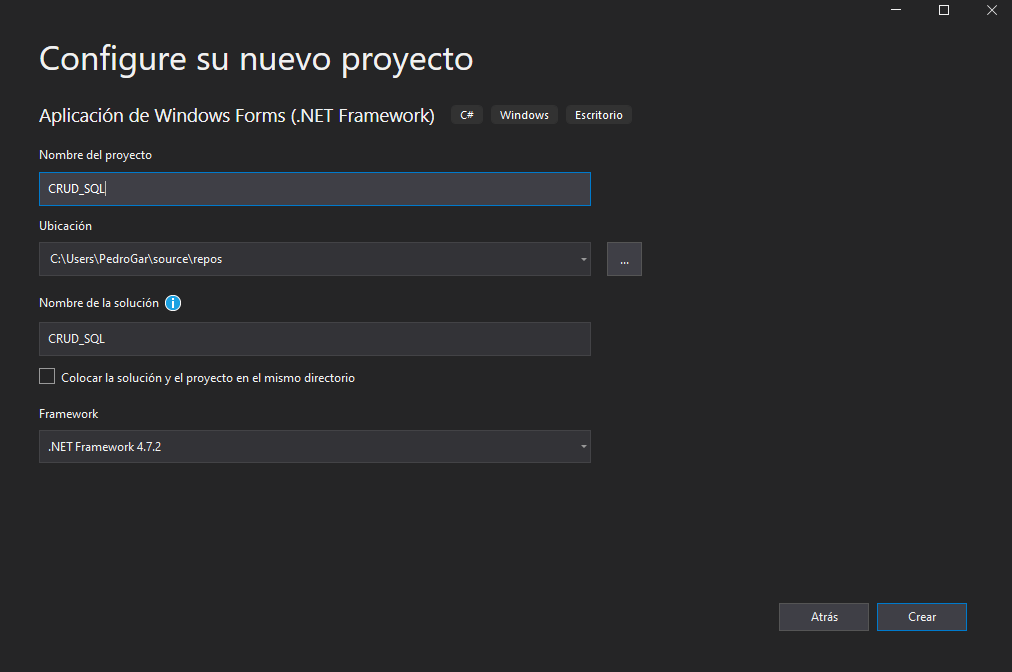 Configure su nuevo proyecto
Aplicación de Windows Forms (.NET Framework) C# Windows Escritorio
Nombre del proyecto
CRUD_SQL
Ubicación
C:\Users\PedroGar\source\repos
...
Nombre de la solución i
CRUD_SQL
Colocar la solución y el proyecto en el mismo directorio
Framework
.NET Framework 4.7.2
Atrás Crear